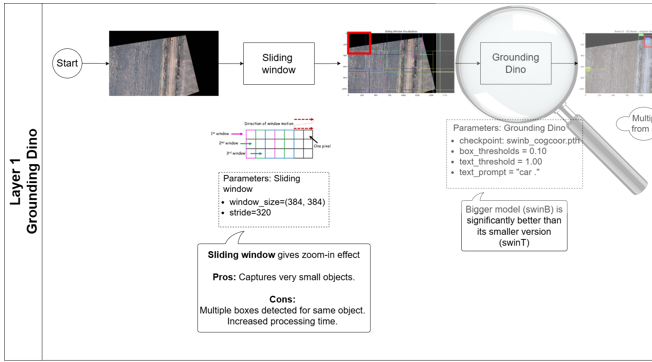 Layer 1
Grounding Dino
Start
Sliding
window
Grounding
Dino
Multip
from
Direction of window motion
1st window
2nd window
3rd window
One pixel
Parameters: Sliding
window
• window_size=(384, 384)
• stride=320
Sliding window gives zoom-in effect
Pros: Captures very small objects.
Cons:
Multiple boxes detected for same object.
Increased processing time.
Parameters: Grounding Dino
• checkpoint: swinb_cogcoor.pth
• box_thresholds = 0.10
• text_threshold = 1.00
• text_prompt = "car ."
Bigger model (swinB) is
significantly better than
its smaller version
(swinT)